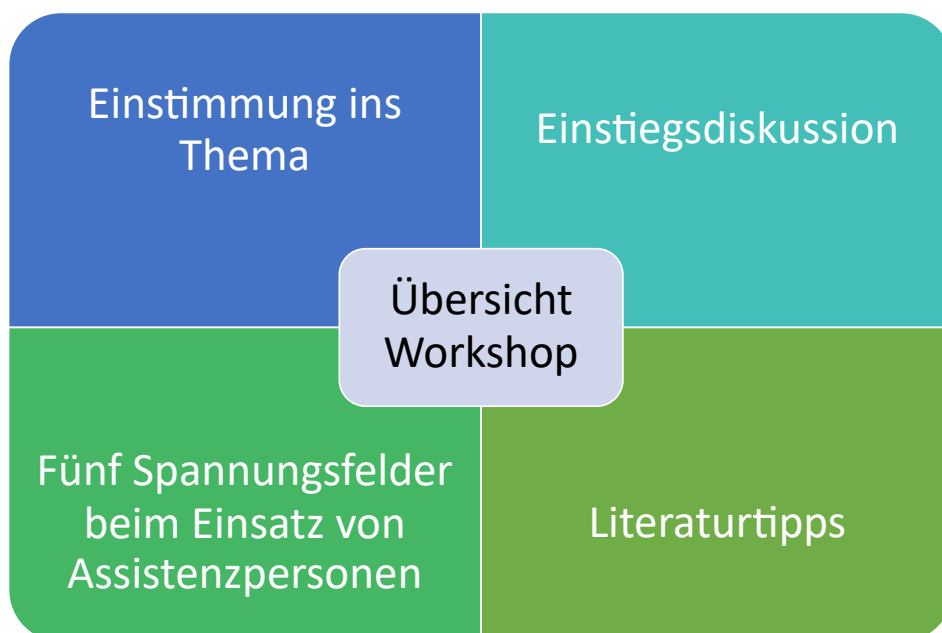 Einstimmung ins
Thema
Einstiegsdiskussion
Übersicht
Workshop
Fünf Spannungsfelder
beim Einsatz von
Assistenzpersonen
Literaturtipps